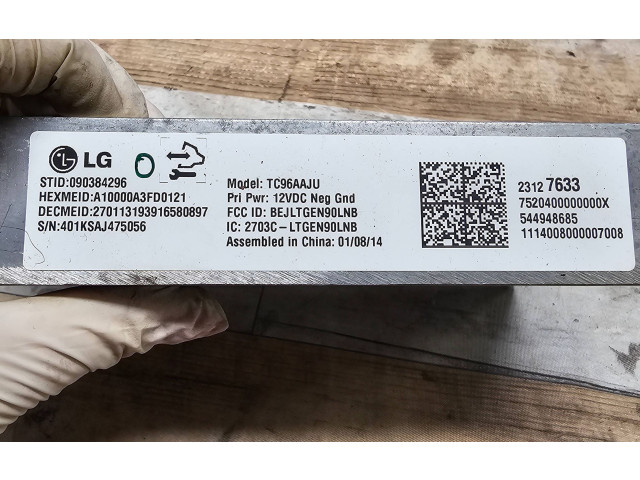 LG
STID:090384296
HEXMEID:A10000A3FD0121
DECMEID:270113193916580897
S/N:401KSAJ475056
Model: TC96AAJU
Pri Pwr: 12VDC Neg Gnd
FCC ID: BEJLTGEN90LNB
IC: 2703C-LTGEN90LNB
Assembled in China: 01/08/14
2312 7633
7520400000000X
544948685
1114008000007008